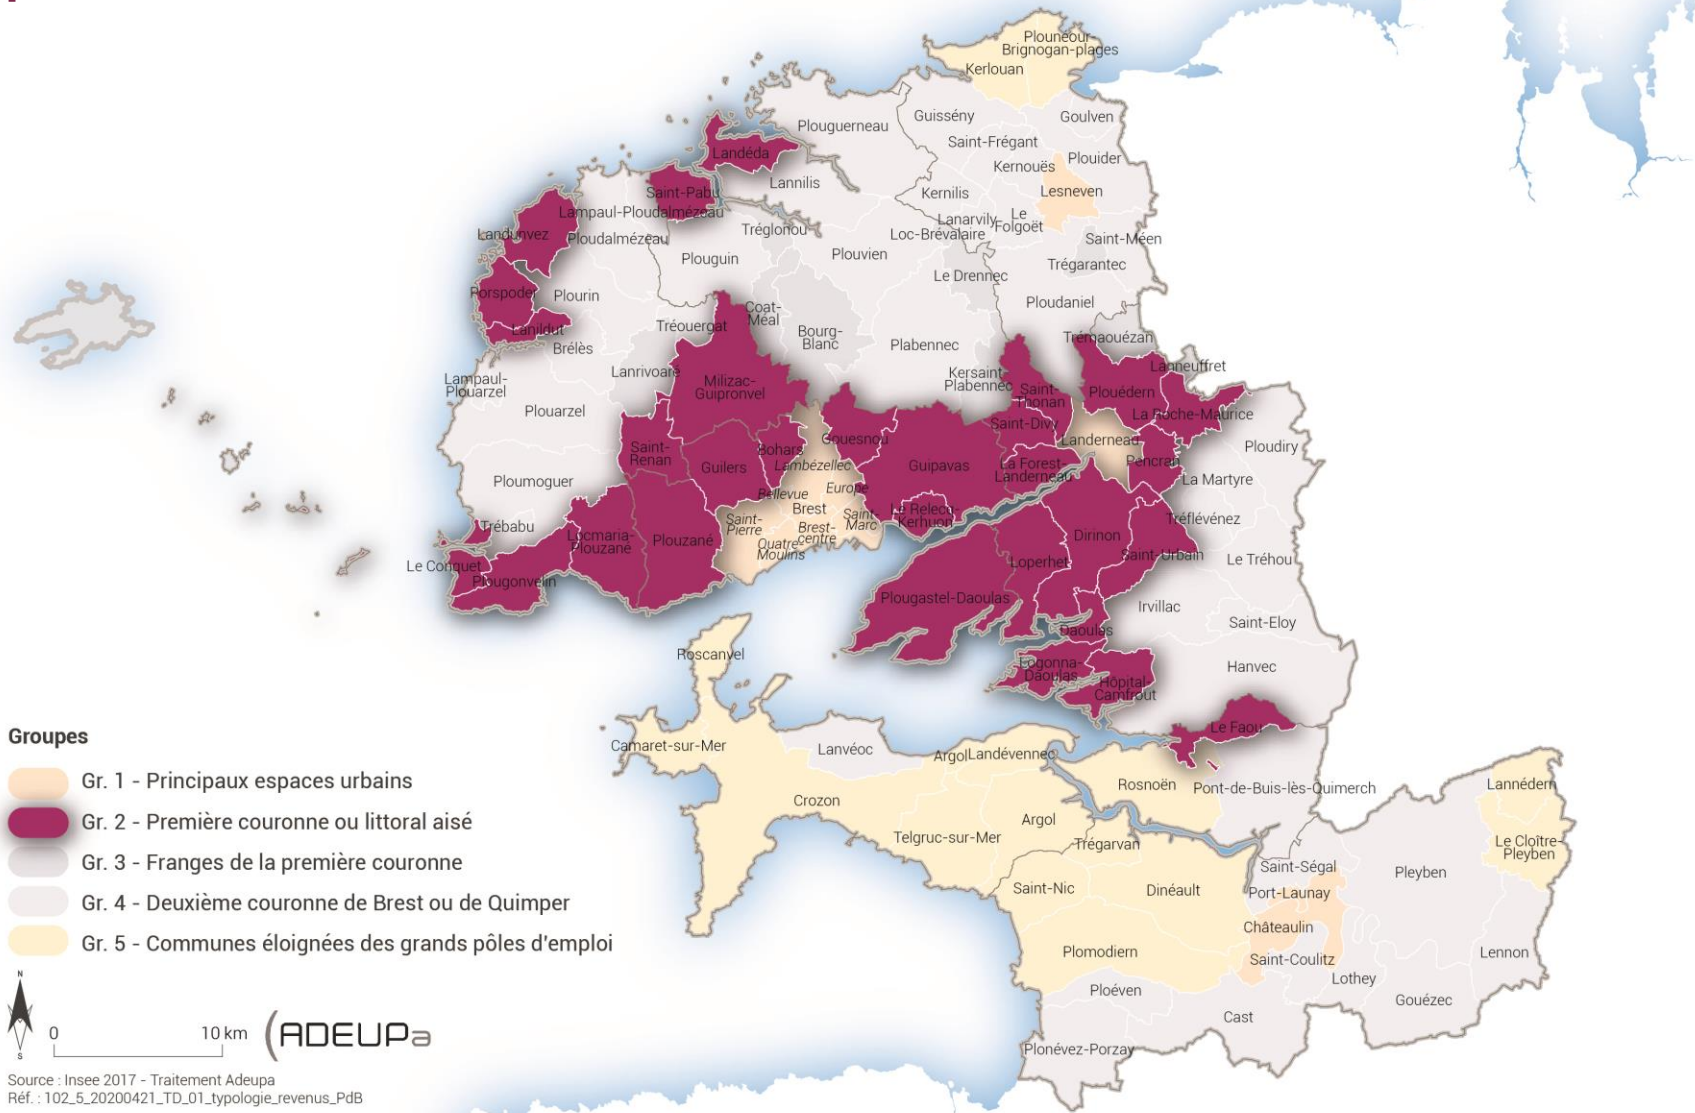 Plounéour-
Brignogan-plages
Kerlouan
Guissény
Goulven
Plouguerneau
Saint-Frégant
Landéda
Kernouës
Plouider
Lannilis
Saint-Pabu
Kernilis
Lesneven
Lampaul-Ploudalmézeau
Lanarvily
Le
Folgoët
Landunvez
Ploudalmézeau
Tréglonou
Loc-Brévalaire
Saint-Méen
Plouguin
Plouvien
Trégarantec
Le Drennec
Porspoder
Plourin
Ploudaniel
Coat-
Méal
Lanildut
Tréouergat
Bourg-
Blanc
Trémaouézan
Brélès
Plabennec
Lanneuffret
Lanrivoaré
Kersaint-
Plabennec
Lampaul-
Plouarzel
Milizac-
Guipronvel
Saint-
Thonan
Plouédern
Plouarzel
La Roche-Maurice
Saint-Divy
Gouesnou
Landerneau
Saint-
Renan
Bohars
Ploudiry
Guilers
Lambézellec
Guipavas
La Forest-
Landerneau
Pencran
Ploumoguer
La Martyre
Bellevue
Europe
Brest
Le Relecq-
Kerhuon
Trébabu
Saint-
Pierre
Brest-
centre
Saint-
Marc
Tréflévénez
Locmaria-
Plouzané
Plouzané
Quatre-
Moulins
Dirinon
Saint-Urbain
Le Conquet
Loperhet
Le Tréhou
Plougonvelin
Plougastel-Daoulas
Irvillac
Saint-Eloy
Daoulas
Roscanvel
Logonna-
Daoulas
Hôpital-
Camfrout
Hanvec
Le Faou
Camaret-sur-Mer
Lanvéoc
Argol
Landévennec
Rosnoën
Pont-de-Buis-lès-Quimerch
Lannédern
Crozon
Argol
Telgruc-sur-Mer
Trégarvan
Le Cloître-
Pleyben
Saint-Ségal
Pleyben
Saint-Nic
Dinéault
Port-Launay
Châteaulin
Plomodiern
Saint-Coulitz
Lennon
Lothey
Ploéven
Gouézec
Cast
Plonévez-Porzay
Groupes
Gr. 1 - Principaux espaces urbains
Gr. 2 - Première couronne ou littoral aisé
Gr. 3 - Franges de la première couronne
Gr. 4 - Deuxième couronne de Brest ou de Quimper
Gr. 5 - Communes éloignées des grands pôles d'emploi
N
S
0 10 km
ADEUPa
Source : Insee 2017 - Traitement Adeupa
Réf. : 102_5_20200421_TD_01_typologie_revenus_PdB